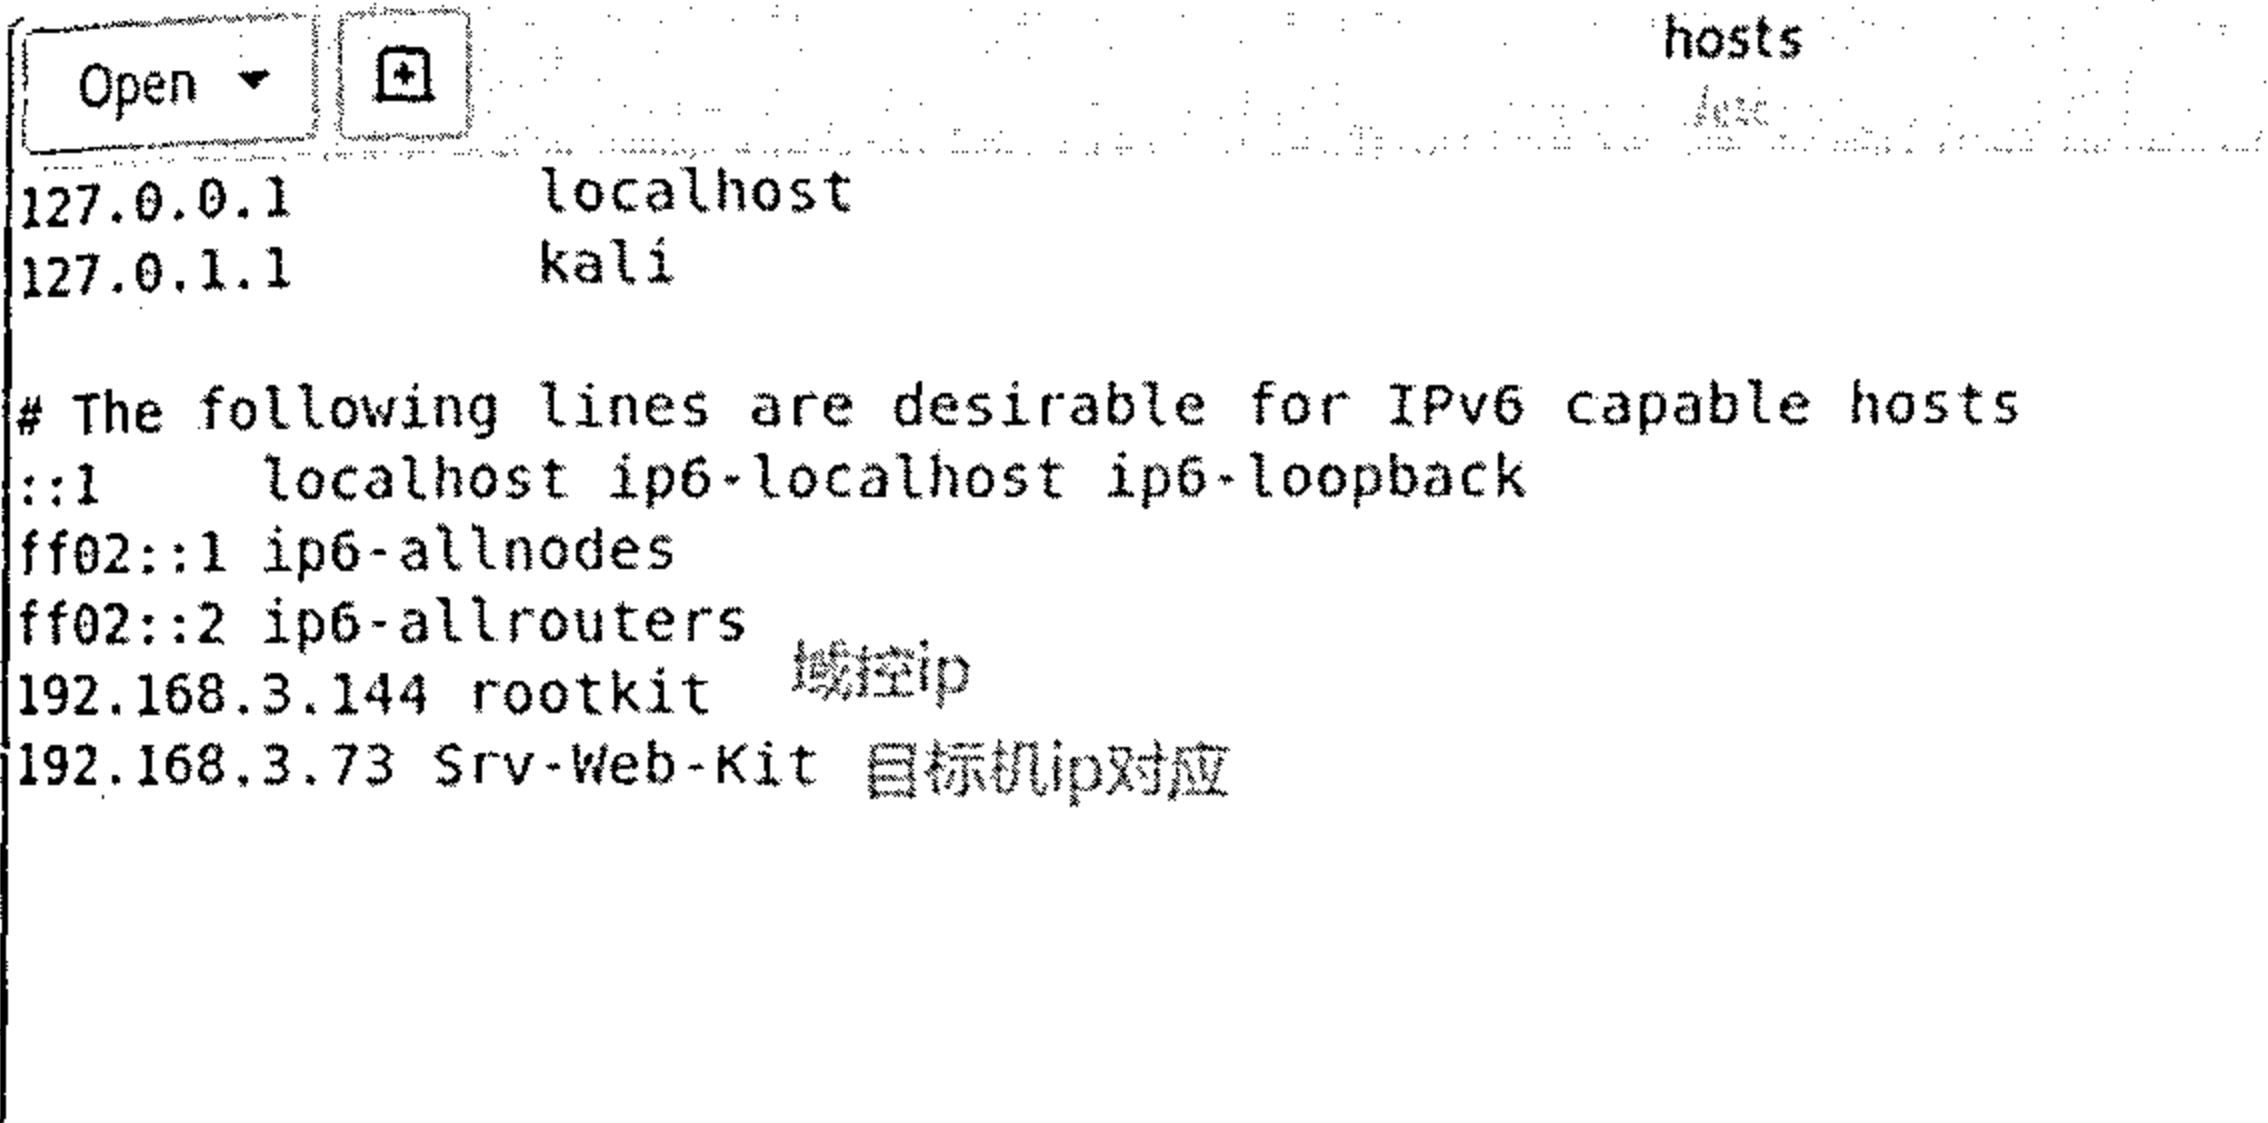 Open
hosts
/etc
127.0.0.1 localhost
127.0.1.1 kali
# The following lines are desirable for IPv6 capable hosts
::1 localhost ip6-localhost ip6-loopback
ff02::1 ip6-allnodes
ff02::2 ip6-allrouters
192.168.3.144 rootkit 域控ip
192.168.3.73 Srv-Web-Kit 目标机ip对应